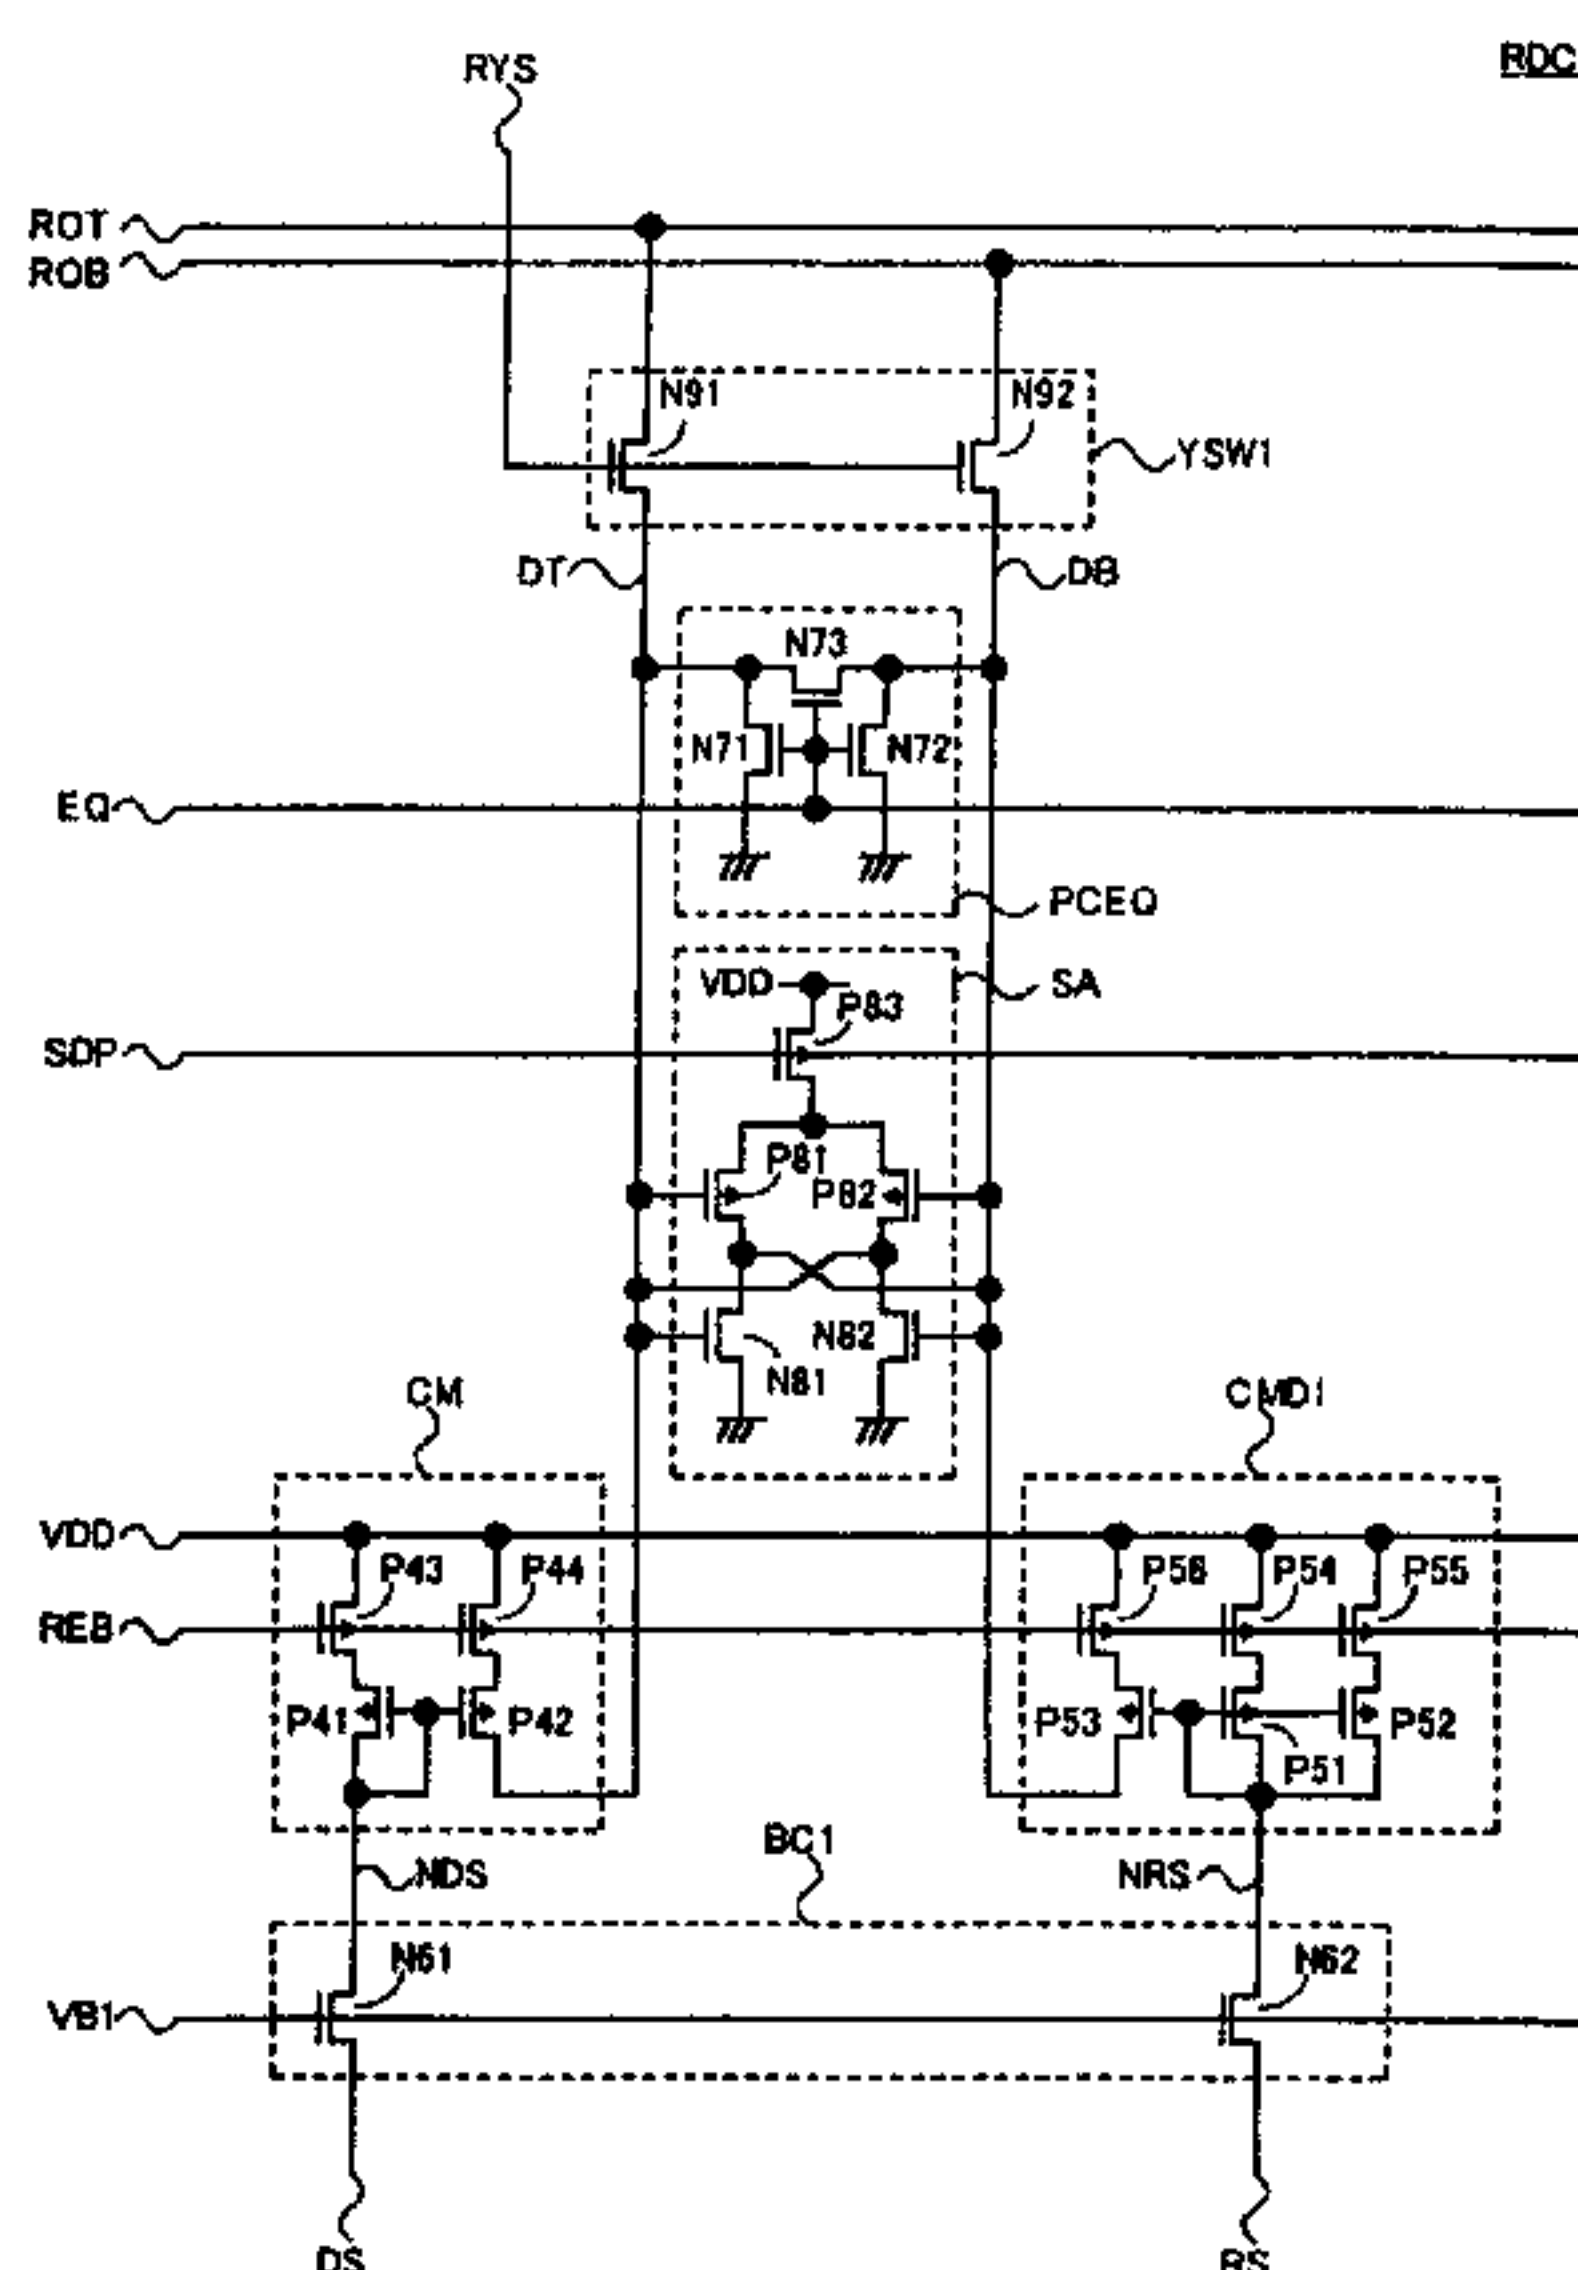 RYS
RDC
ROT
ROB
N91
N92
YSW1
DT
DB
N73
N71
N72
EQ
PCEQ
VDD
SA
P83
SDP
P81
P82
N82
N81
CM
CMD1
VDD
P43
P44
P56
P54
P55
REB
P41
P42
P53
P52
P51
BC1
NDS
NRS
N61
N62
VB1
DS
RS